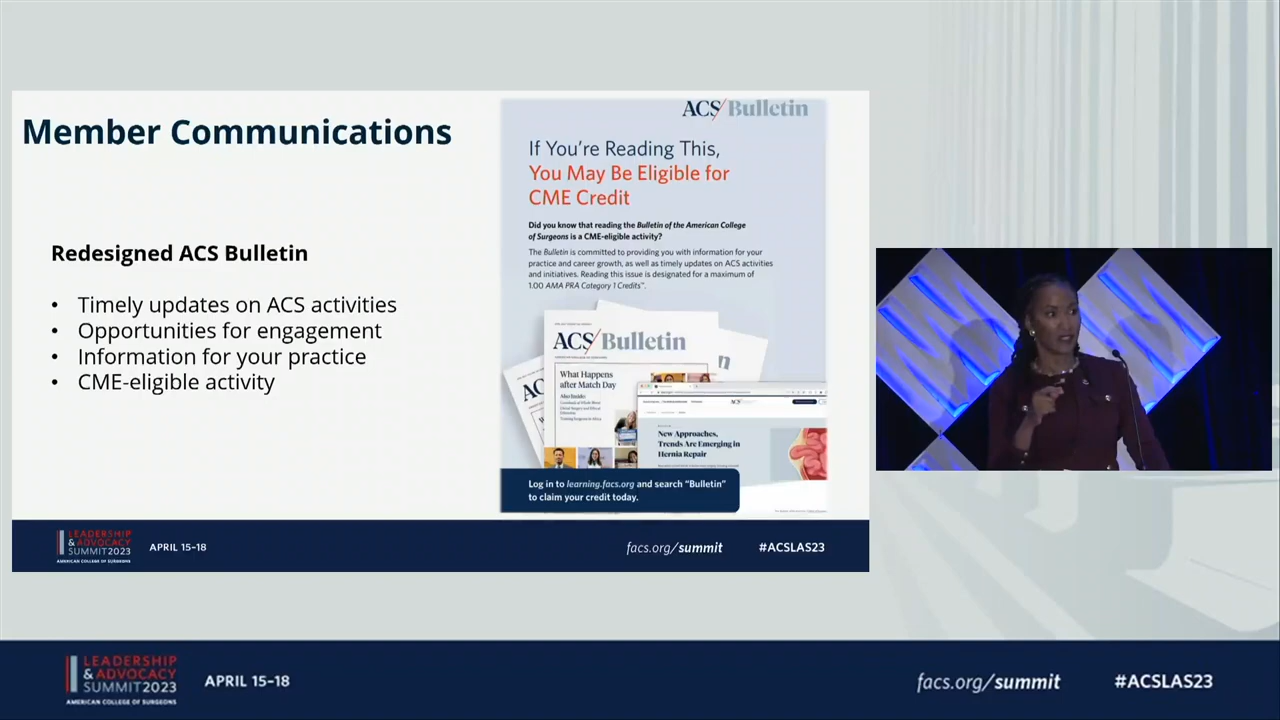 Member Communications
Redesigned ACS Bulletin
• Timely updates on ACS activities
• Opportunities for engagement
• Information for your practice
• CME-eligible activity
ACS/Bulletin
If You're Reading This,
You May Be Eligible for
CME Credit
Did you know that reading the Bulletin of the American College
of Surgeons is a CME-eligible activity?
The Bulletin is committed to providing you with information for your
practice and career growth, as well as timely updates on ACS activities
and initiatives. Reading this issue is designated for a maximum of
1.00 AMA PRA Category 1 Credits™.
ACS/Bulletin
What Happens
after Match Day
Also Inside
New Approaches,
Trends Are Emerging in
Hernia Repair
Log in to learning.facs.org and search "Bulletin"
to claim your credit today.
LEADERSHIP
& ADVOCACY
SUMMIT2023
AMERICAN COLLEGE OF SURGEONS
APRIL 15–18
facs.org/summit
#ACSLAS23
LEADERSHIP
& ADVOCACY
SUMMIT2023
AMERICAN COLLEGE OF SURGEONS
APRIL 15–18
facs.org/summit
#ACSLAS23